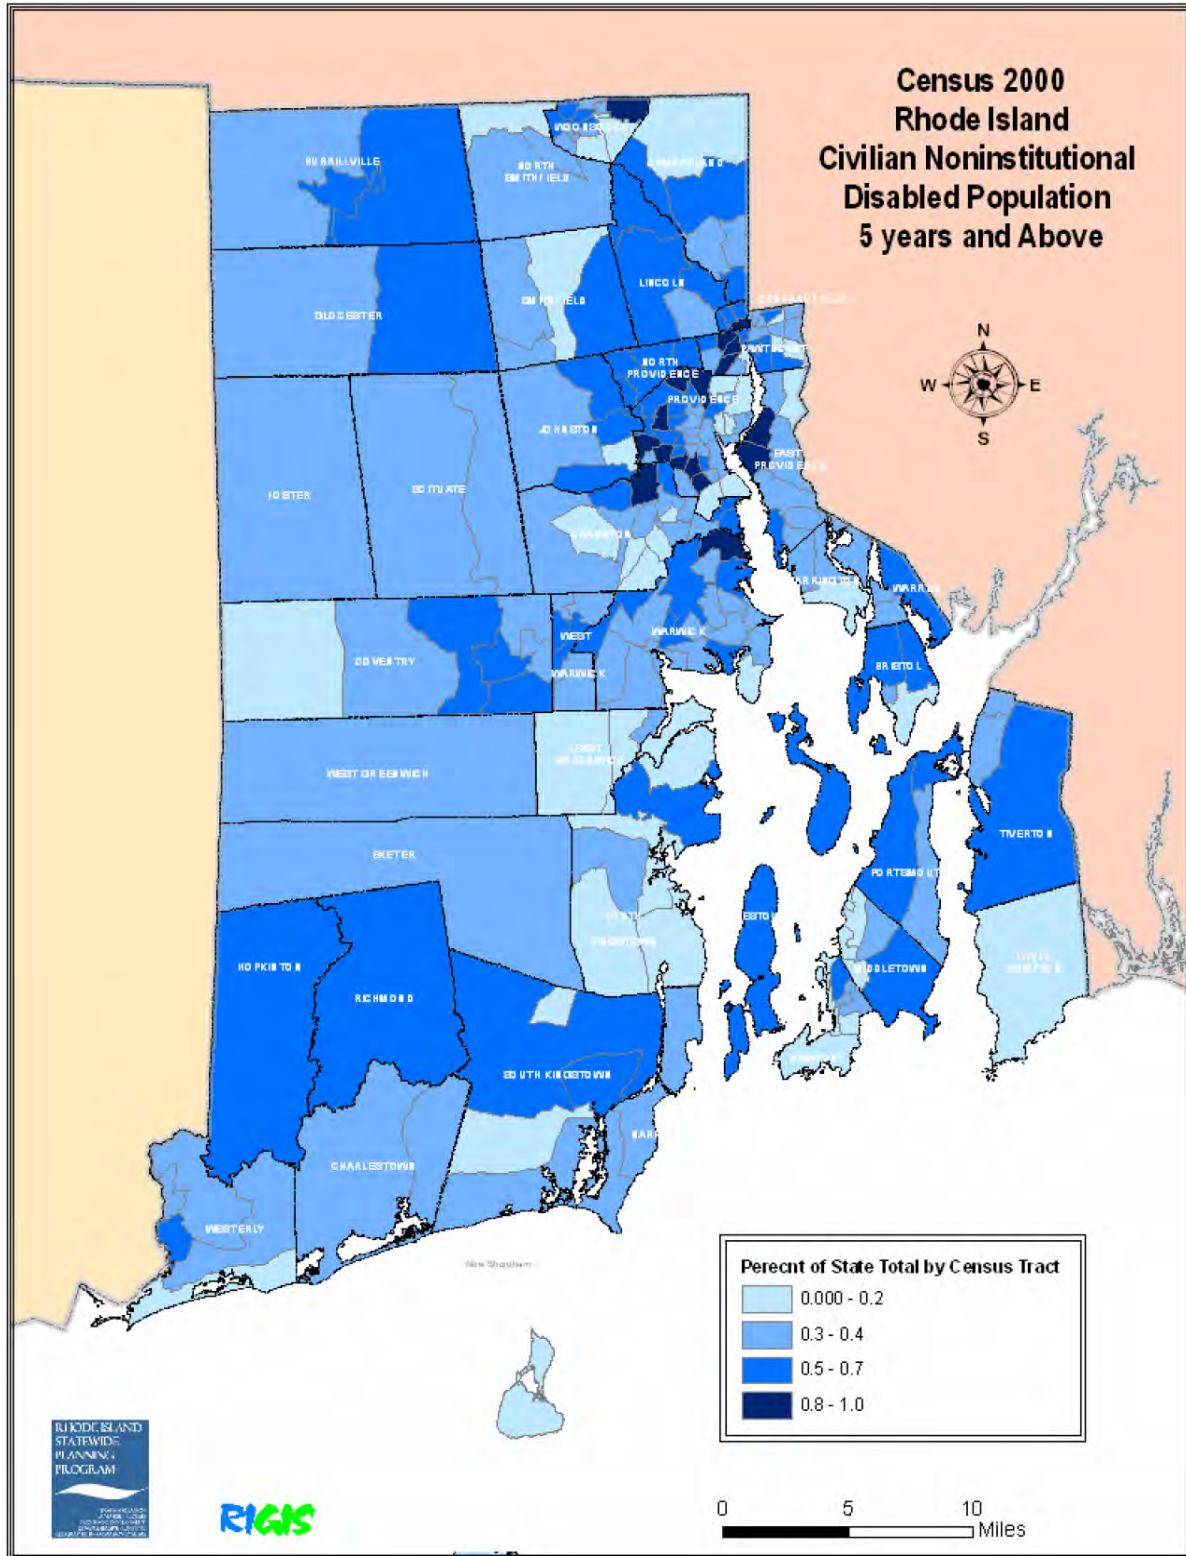 Census 2000
Rhode Island
Civilian Noninstitutional
Disabled Population
5 years and Above
N
W
E
S
BURRILLVILLE
NORTH
SMITHFIELD
CUMBERLAND
GLOCESTER
SMITHFIELD
LINCOLN
NORTH
PROVIDENCE
PROVIDENCE
JOHNSTON
EAST
PROVIDENCE
FOSTER
SCITUATE
CRANSTON
WARREN
COVENTRY
WEST
WARWICK
WARWICK
BRISTOL
WEST GREENWICH
EXETER
TIVERTON
PORTSMOUT
HOPKINTON
RICHMOND
MIDDLETOWN
SOUTH KINGSTOWN
CHARLESTOWN
WESTERLY
New Shoreham
Perecnt of State Total by Census Tract
0.000 - 0.2
0.3 - 0.4
0.5 - 0.7
0.8 - 1.0
RHODE ISLAND
STATEWIDE
PLANNING
PROGRAM
RIGIS
0 5 10
Miles